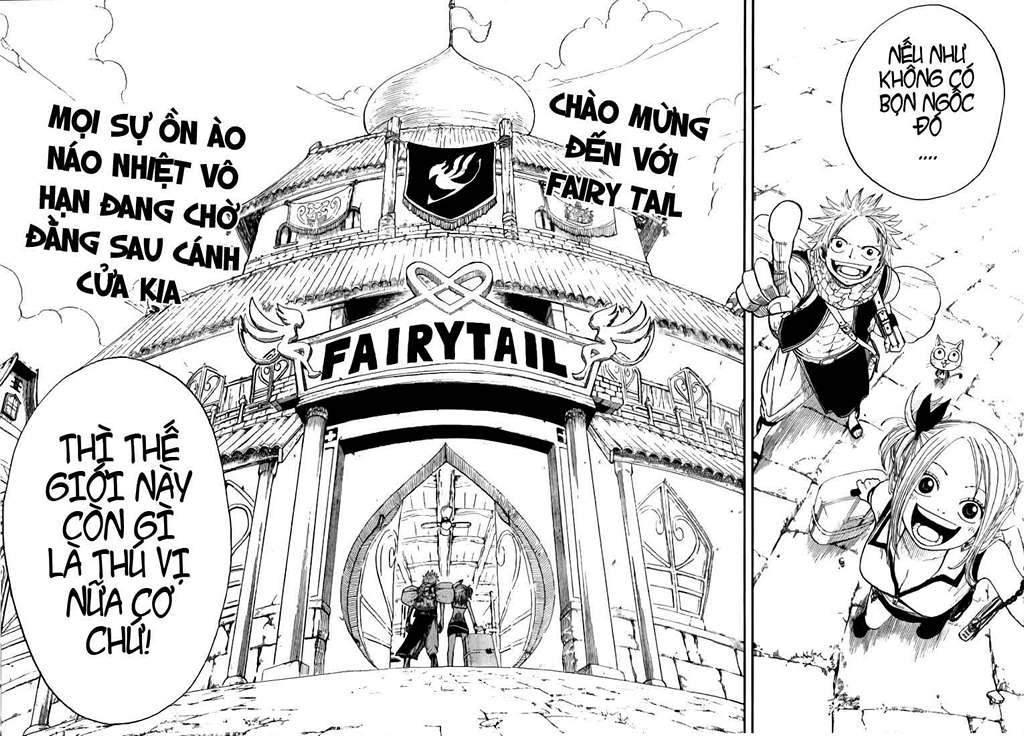 NẾU NHƯ
KHÔNG CÓ
BỌN NGỐC
ĐÓ
....
CHÀO MỪNG
ĐẾN VỚI
FAIRY TAIL
MỌI SỰ ỒN ÀO
NÁO NHIỆT VÔ
HẠN ĐANG CHỜ
ĐẰNG SAU CÁNH
CỬA KIA
FAIRYTAIL
THÌ THẾ
GIỚI NÀY
CÒN GÌ
LÀ THÚ VỊ
NỮA CƠ
CHỨ!